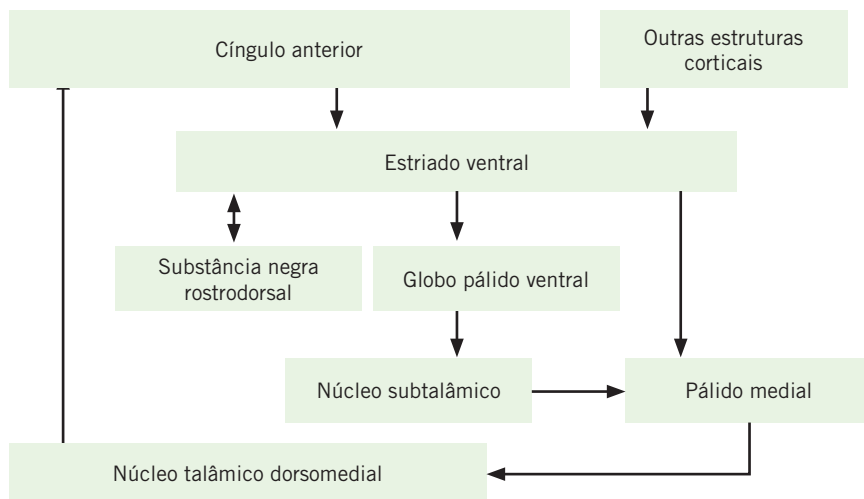 Cíngulo anterior
Outras estruturas
corticais
Estriado ventral
Substância negra
rostrodorsal
Globo pálido ventral
Núcleo subtalâmico
Pálido medial
Núcleo talâmico dorsomedial